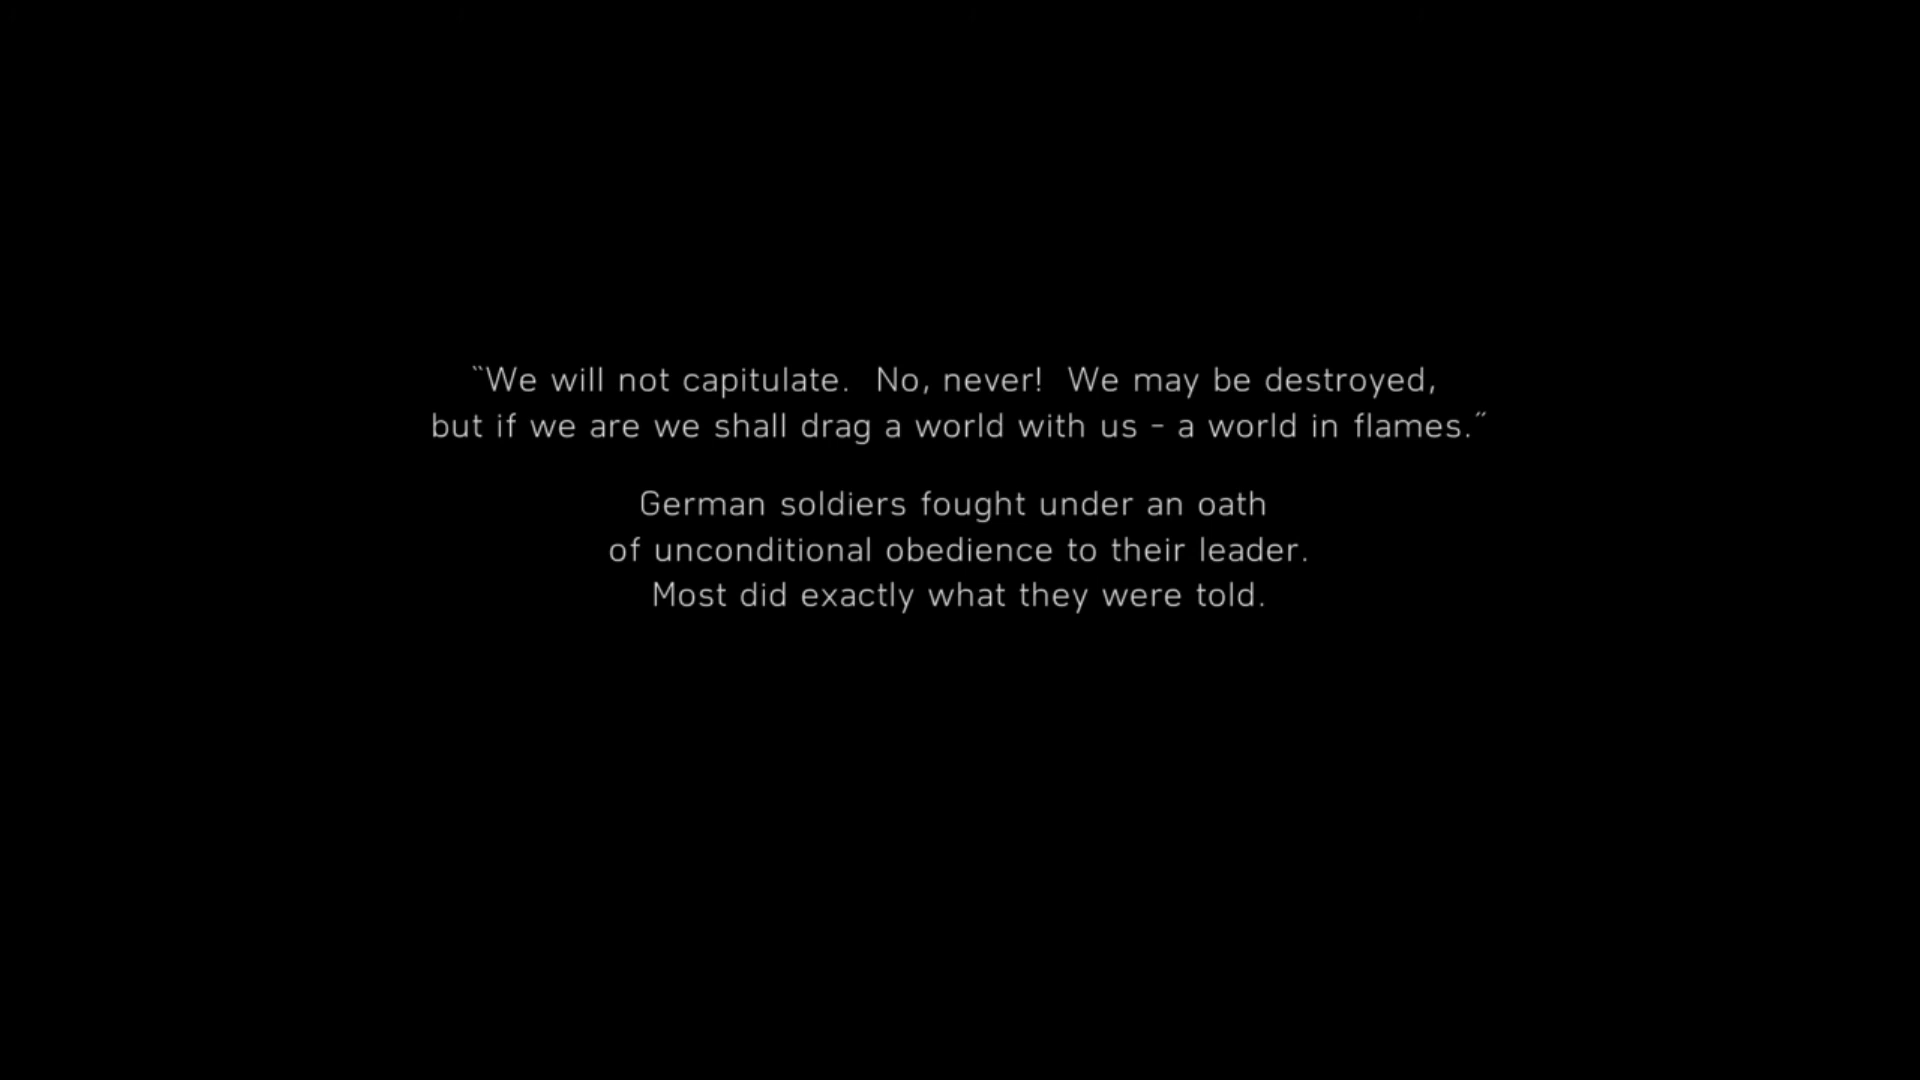 “We will not capitulate.  No, never!  We may be destroyed,
but if we are we shall drag a world with us - a world in flames.”
German soldiers fought under an oath
of unconditional obedience to their leader.
Most did exactly what they were told.